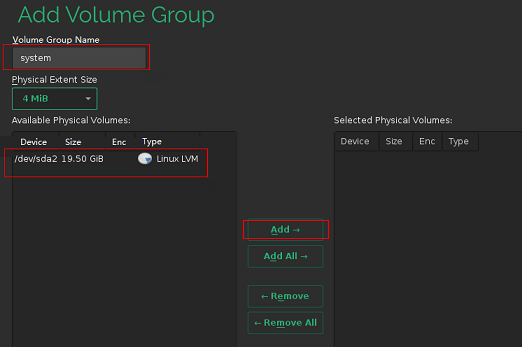 Add Volume Group
Volume Group Name
system
Physical Extent Size
4 MiB
Available Physical Volumes:
Device Size Enc Type
/dev/sda2 19.50 GiB Linux LVM
Add →
Add All →
← Remove
← Remove All
Selected Physical Volumes:
Device Size Enc Type